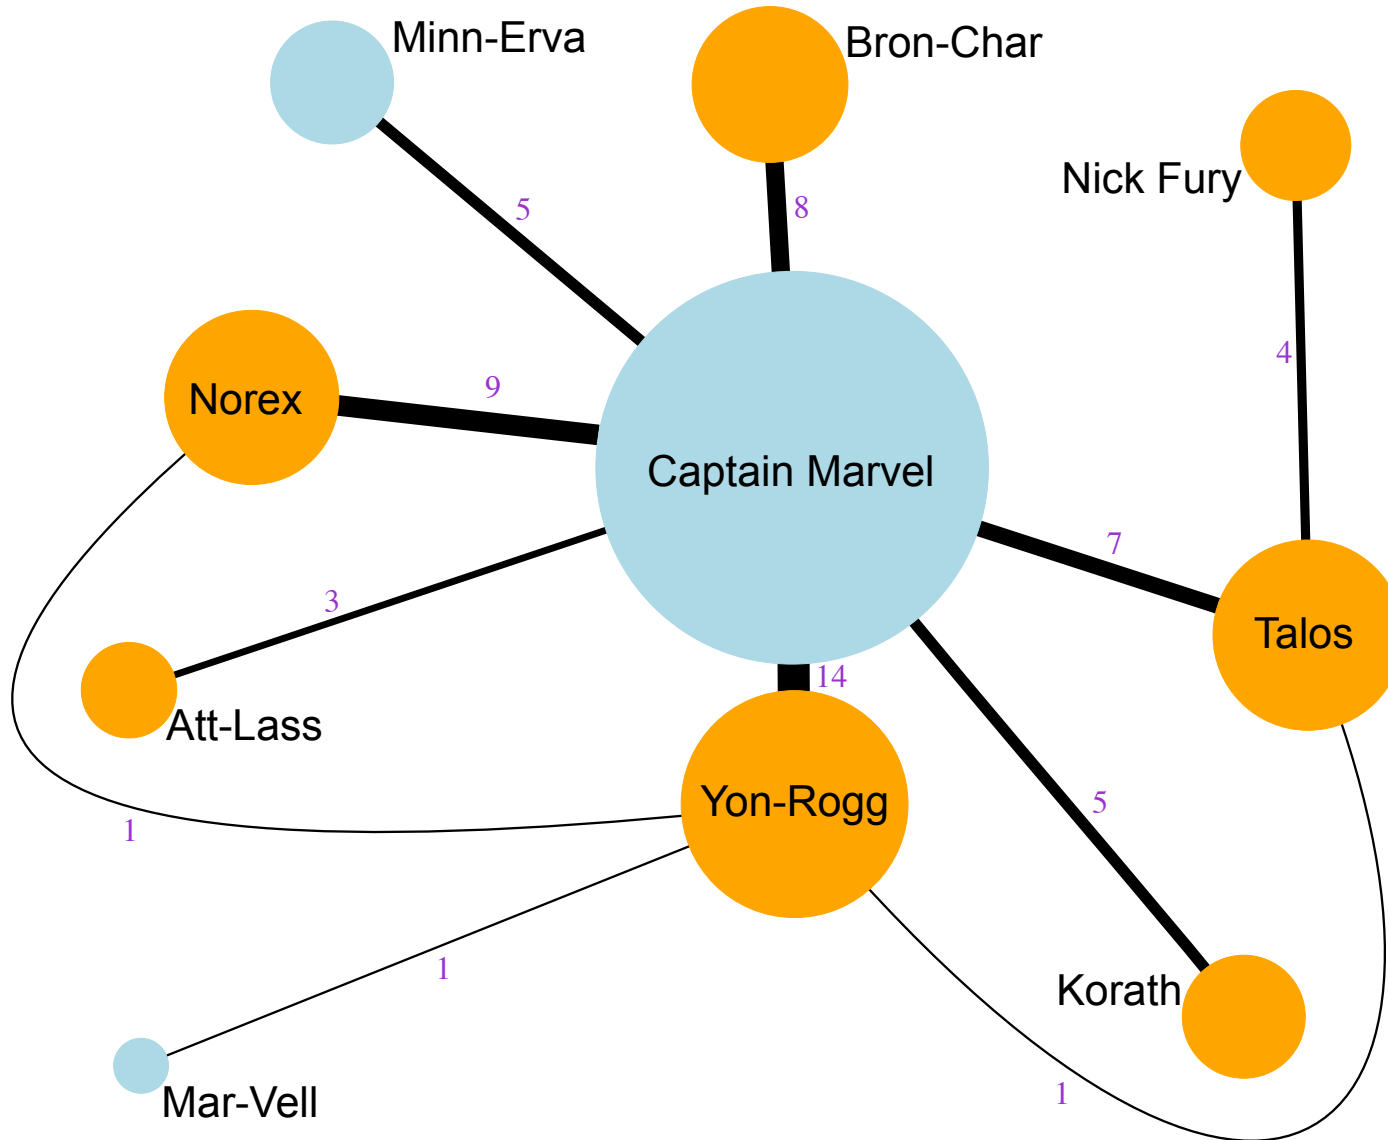 Minn-Erva
Bron-Char
Nick Fury
5
8
4
9
Norex
Captain Marvel
7
3
Talos
14
Att-Lass
Yon-Rogg
5
1
1
Korath
1
Mar-Vell